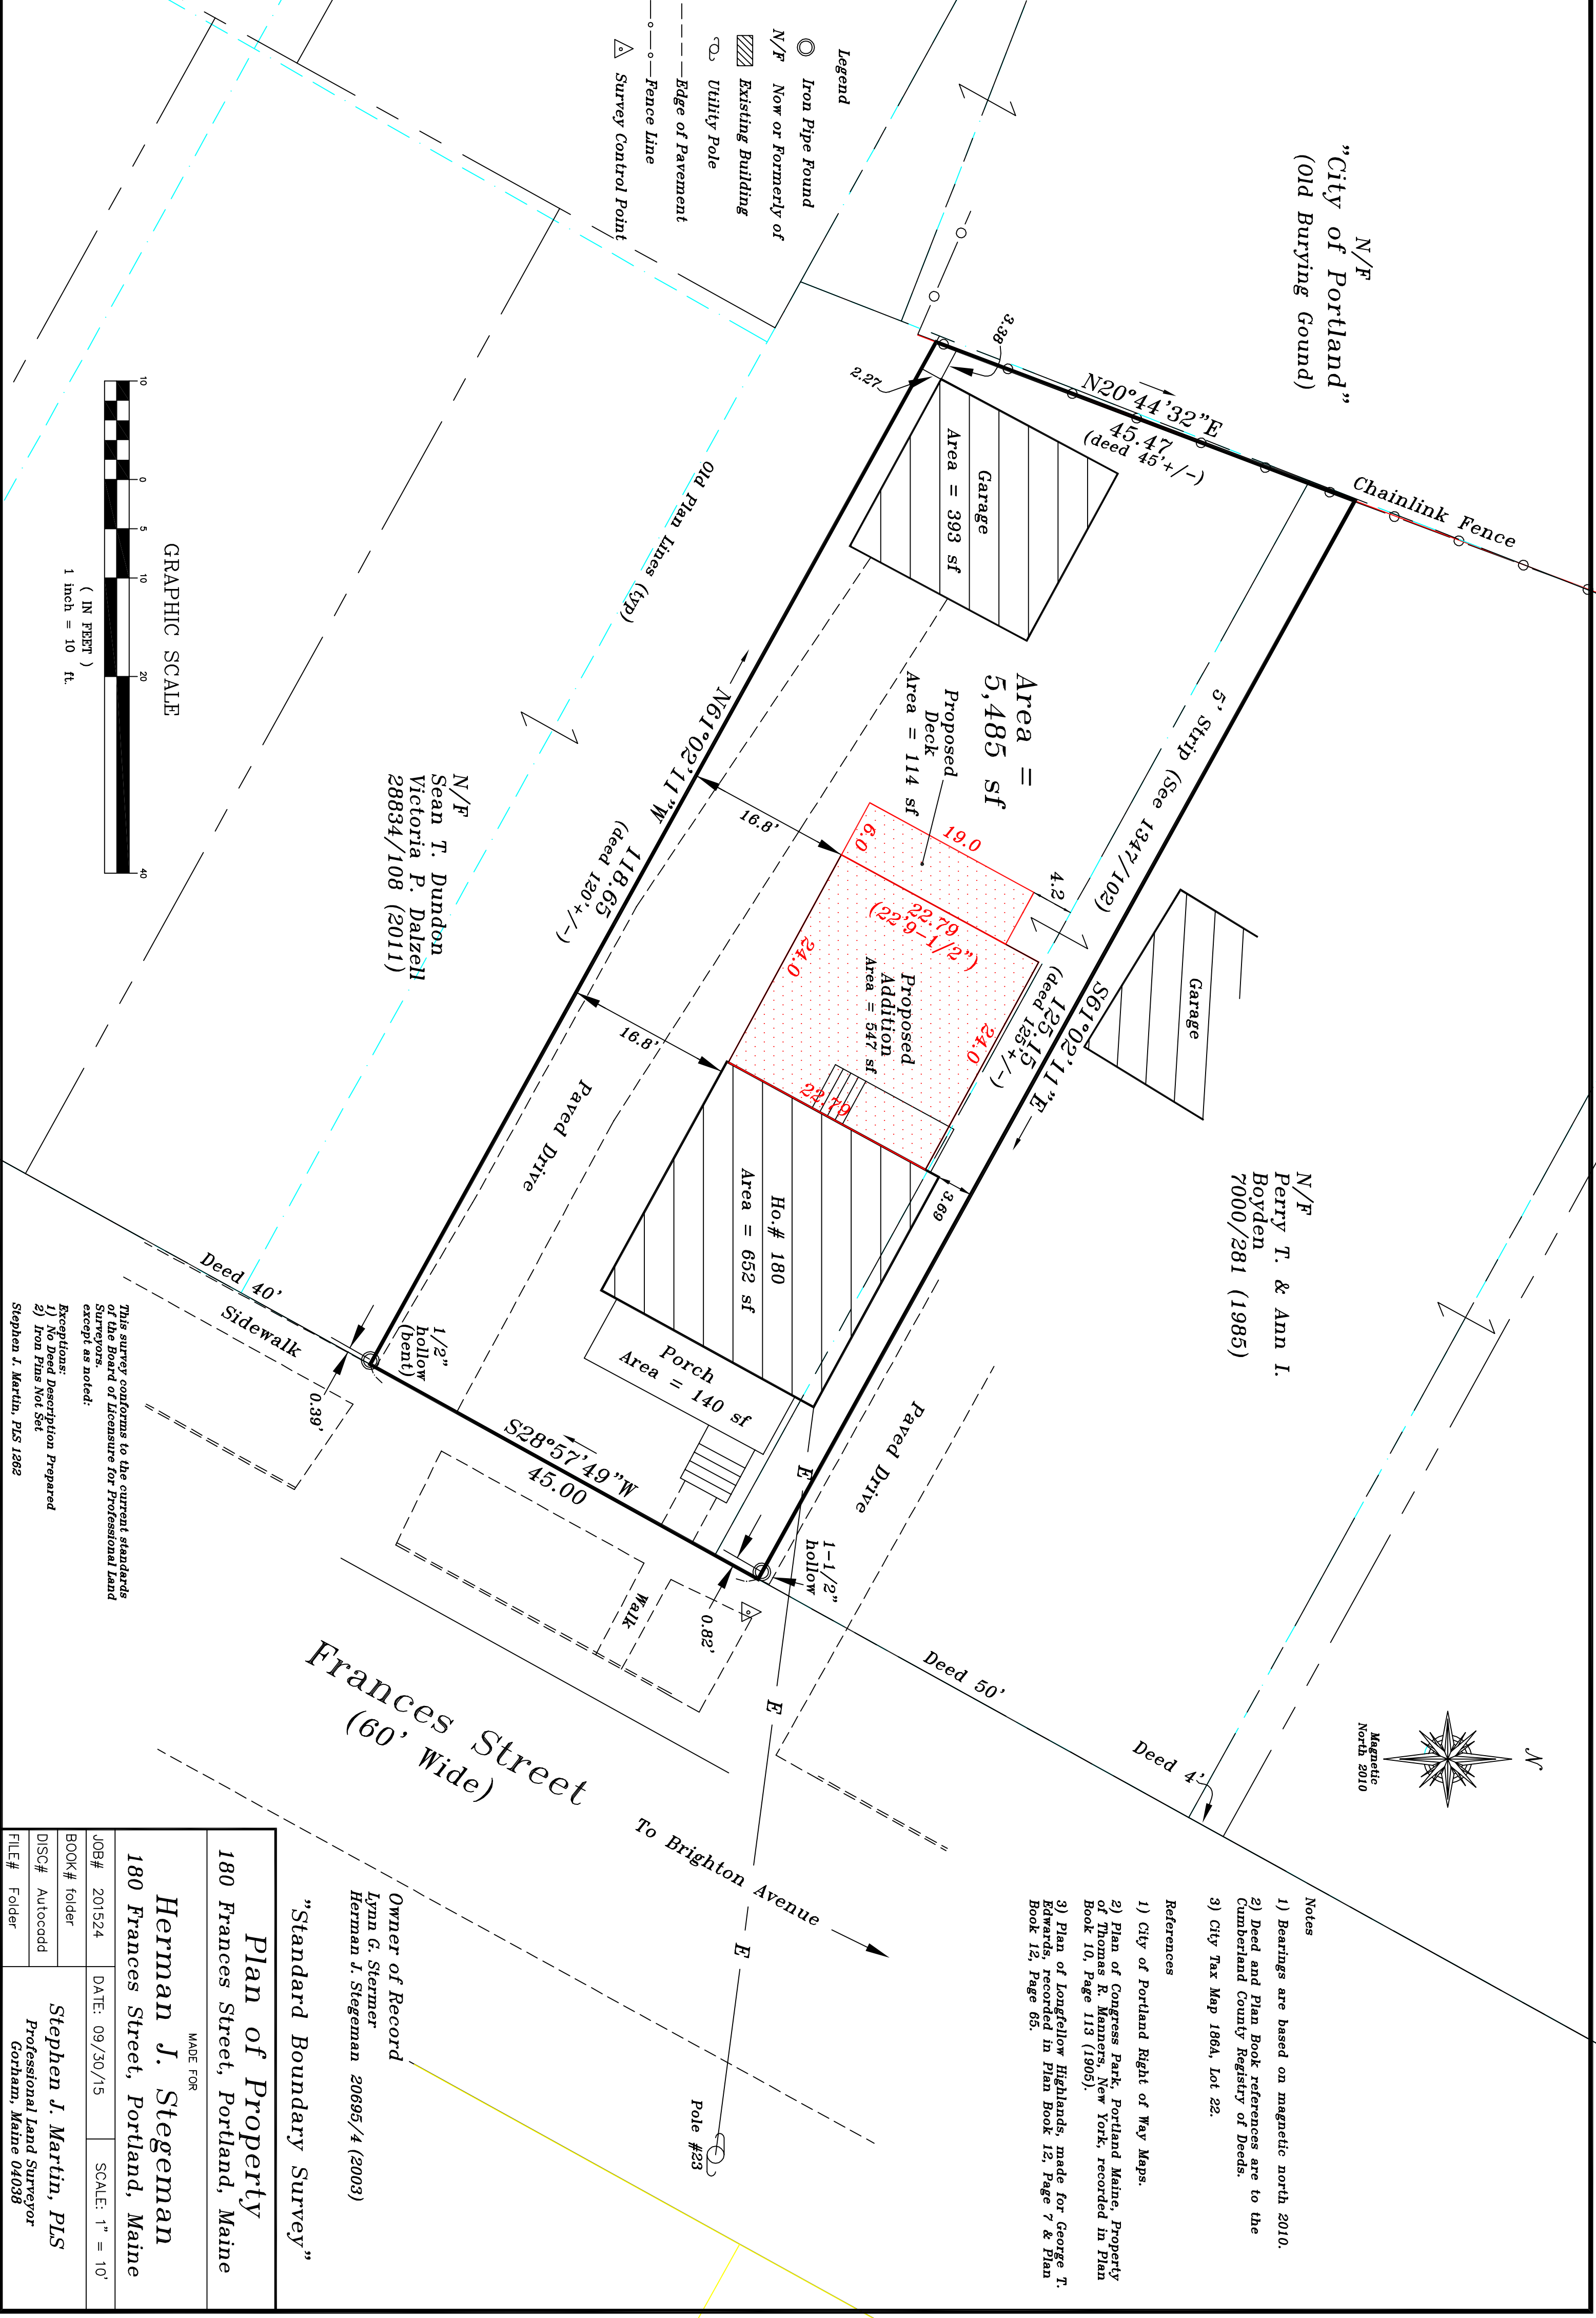 Legend
Iron Pipe Found
N/F Now or Formerly of
Existing Building
Utility Pole
Edge of Pavement
Fence Line
Survey Control Point
N/F
"City of Portland"
(Old Burying Gound)
3.38
2.27
N20°44'32"E
45.47
(deed 45'+/-)
Chainlink Fence
Garage
Area = 393 sf
Old Plan Lines (typ)
5' Strip (See 1347/102)
Area =
5,485 sf
Proposed
Deck
Area = 114 sf
6.0
19.0
4.2
22.79
(22'9-1/2")
24.0
Proposed
Addition
Area = 547 sf
24.0
22.79
16.8'
16.8'
N61°02'11"W
118.65
(deed 120'+/-)
S61°02'11"E
125.15
(deed 125'+/-)
Garage
3.69
N/F
Sean T. Dundon
Victoria P. Dalzell
28834/108 (2011)
N/F
Perry T. & Ann I.
Boyden
7000/281 (1985)
Paved Drive
Ho.# 180
Area = 652 sf
Porch
Area = 140 sf
Paved Drive
E
S28°57'49"W
45.00
1/2"
hollow
(bent)
0.39'
1-1/2"
hollow
0.82'
Walk
Deed 40'
Sidewalk
Deed 50'
Deed 4'
Frances Street
(60' Wide)
To Brighton Avenue
E
E
Pole #23
N
Magnetic
North 2010
GRAPHIC SCALE
10 0 5 10 20 40
( IN FEET )
1 inch = 10 ft.
This survey conforms to the current standards
of the Board of Licensure for Professional Land
Surveyors.
except as noted:
Exceptions:
1) No Deed Description Prepared
2) Iron Pins Not Set
Stephen J. Martin, PLS 1262
Notes
1) Bearings are based on magnetic north 2010.
2) Deed and Plan Book references are to the
Cumberland County Registry of Deeds.
3) City Tax Map 186A, Lot 22.
References
1) City of Portland Right of Way Maps.
2) Plan of Congress Park, Portland Maine, Property
of Thomas R. Manners, New York, recorded in Plan
Book 10, Page 113 (1905).
3) Plan of Longfellow Highlands, made for George T.
Edwards, recorded in Plan Book 12, Page 7 & Plan
Book 12, Page 65.
Owner of Record
Lynn G. Stermer
Herman J. Stegeman 20695/4 (2003)
"Standard Boundary Survey"
Plan of Property
180 Frances Street, Portland, Maine
MADE FOR
Herman J. Stegeman
180 Frances Street, Portland, Maine
JOB# 201524
DATE: 09/30/15
SCALE: 1" = 10'
BOOK# folder
DISC# Autocadd
FILE# Folder
Stephen J. Martin, PLS
Professional Land Surveyor
Gorham, Maine 04038